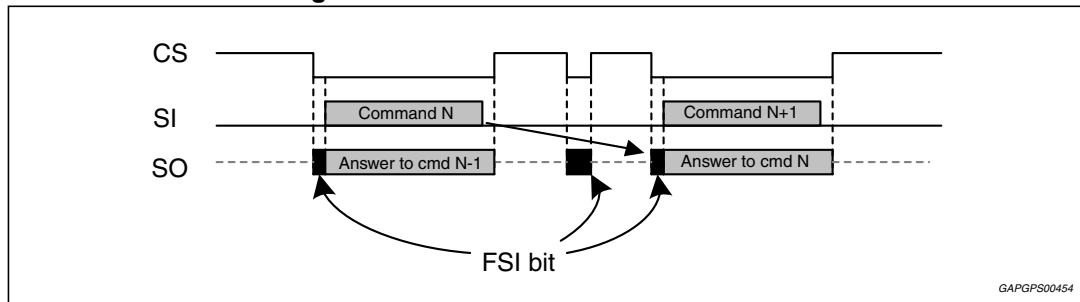 CS
SI
Command N
Command N+1
SO
Answer to cmd N-1
Answer to cmd N
FSI bit
GAPGPS00454